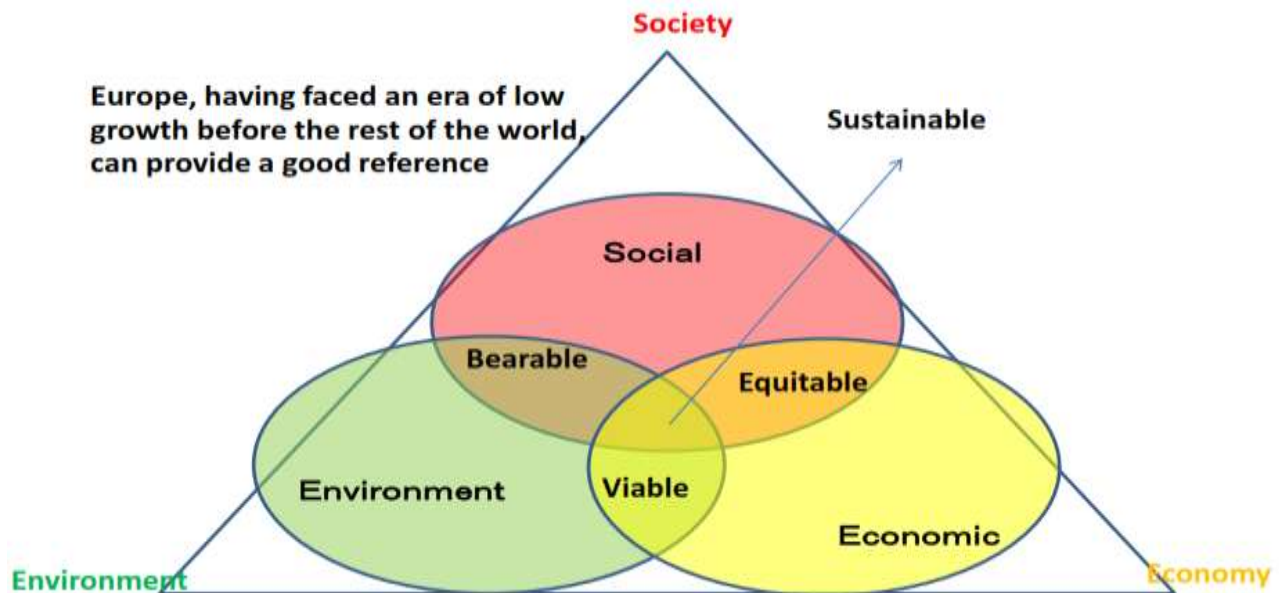 Society
Europe, having faced an era of low
growth before the rest of the world,
can provide a good reference
Sustainable
Social
Bearable
Equitable
Environment
Viable
Economic
Environment
Economy